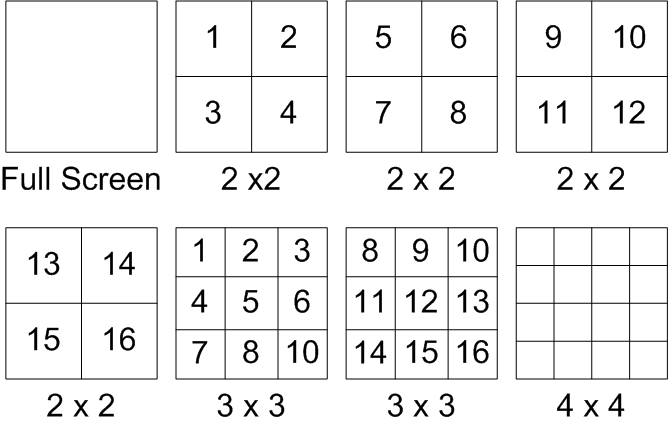 1 2 5 6 9 10
3 4 7 8 11 12
Full Screen 2 x2 2 x 2 2 x 2
13 14 1 2 3 8 9 10
4 5 6 11 12 13
15 16 7 8 10 14 15 16
2 x 2 3 x 3 3 x 3 4 x 4